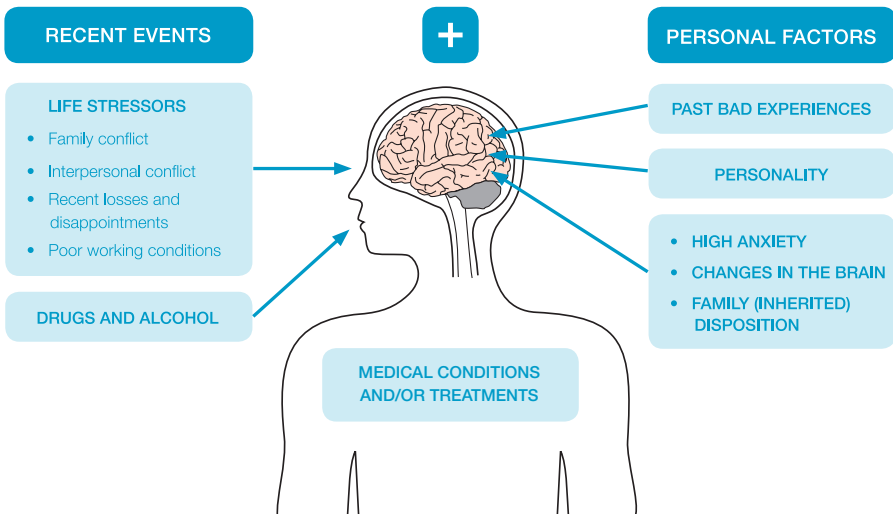 RECENT EVENTS
+
PERSONAL FACTORS
LIFE STRESSORS
• Family conflict
• Interpersonal conflict
• Recent losses and
disappointments
• Poor working conditions
DRUGS AND ALCOHOL
PAST BAD EXPERIENCES
PERSONALITY
• HIGH ANXIETY
• CHANGES IN THE BRAIN
• FAMILY (INHERITED)
DISPOSITION
MEDICAL CONDITIONS
AND/OR TREATMENTS